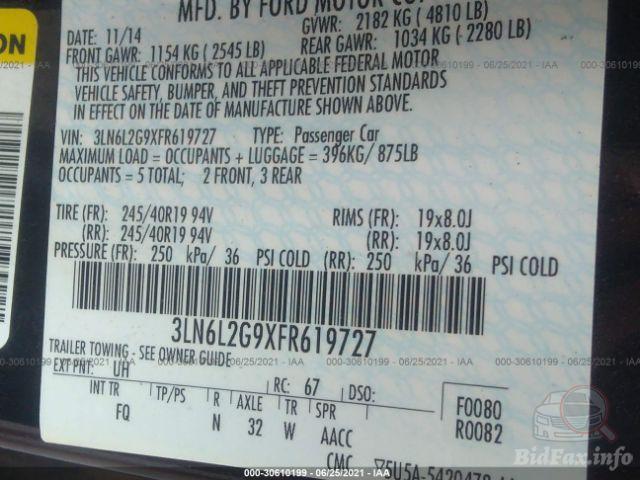 MFD. BY FORD MOTOR CO.
ON
DATE: 11/14
GVWR: 2182 KG ( 4810 LB)
FRONT GAWR: 1154 KG ( 2545 LB)
REAR GAWR: 1034 KG ( 2280 LB)
THIS VEHICLE CONFORMS TO ALL APPLICABLE FEDERAL MOTOR
VEHICLE SAFETY, BUMPER, AND THEFT PREVENTION STANDARDS
IN EFFECT ON THE DATE OF MANUFACTURE SHOWN ABOVE.
VIN: 3LN6L2G9XFR619727 TYPE: Passenger Car
MAXIMUM LOAD = OCCUPANTS + LUGGAGE = 396KG/ 875LB
OCCUPANTS = 5 TOTAL; 2 FRONT, 3 REAR
TIRE (FR): 245/40R19 94V RIMS (FR): 19x8.0J
(RR): 245/40R19 94V (RR): 19x8.0J
PRESSURE (FR): 250 kPa/ 36 PSI COLD (RR): 250 kPa/ 36 PSI COLD
3LN6L2G9XFR619727
TRAILER TOWING - SEE OWNER GUIDE
EXT PNT: UH RC: 67 DSO:
INT TR TP/PS R AXLE TR SPR F0080
FQ N 32 W AACC R0082
CMC
000-30610199 - 06/25/2021 - IAAI
BidFax.info